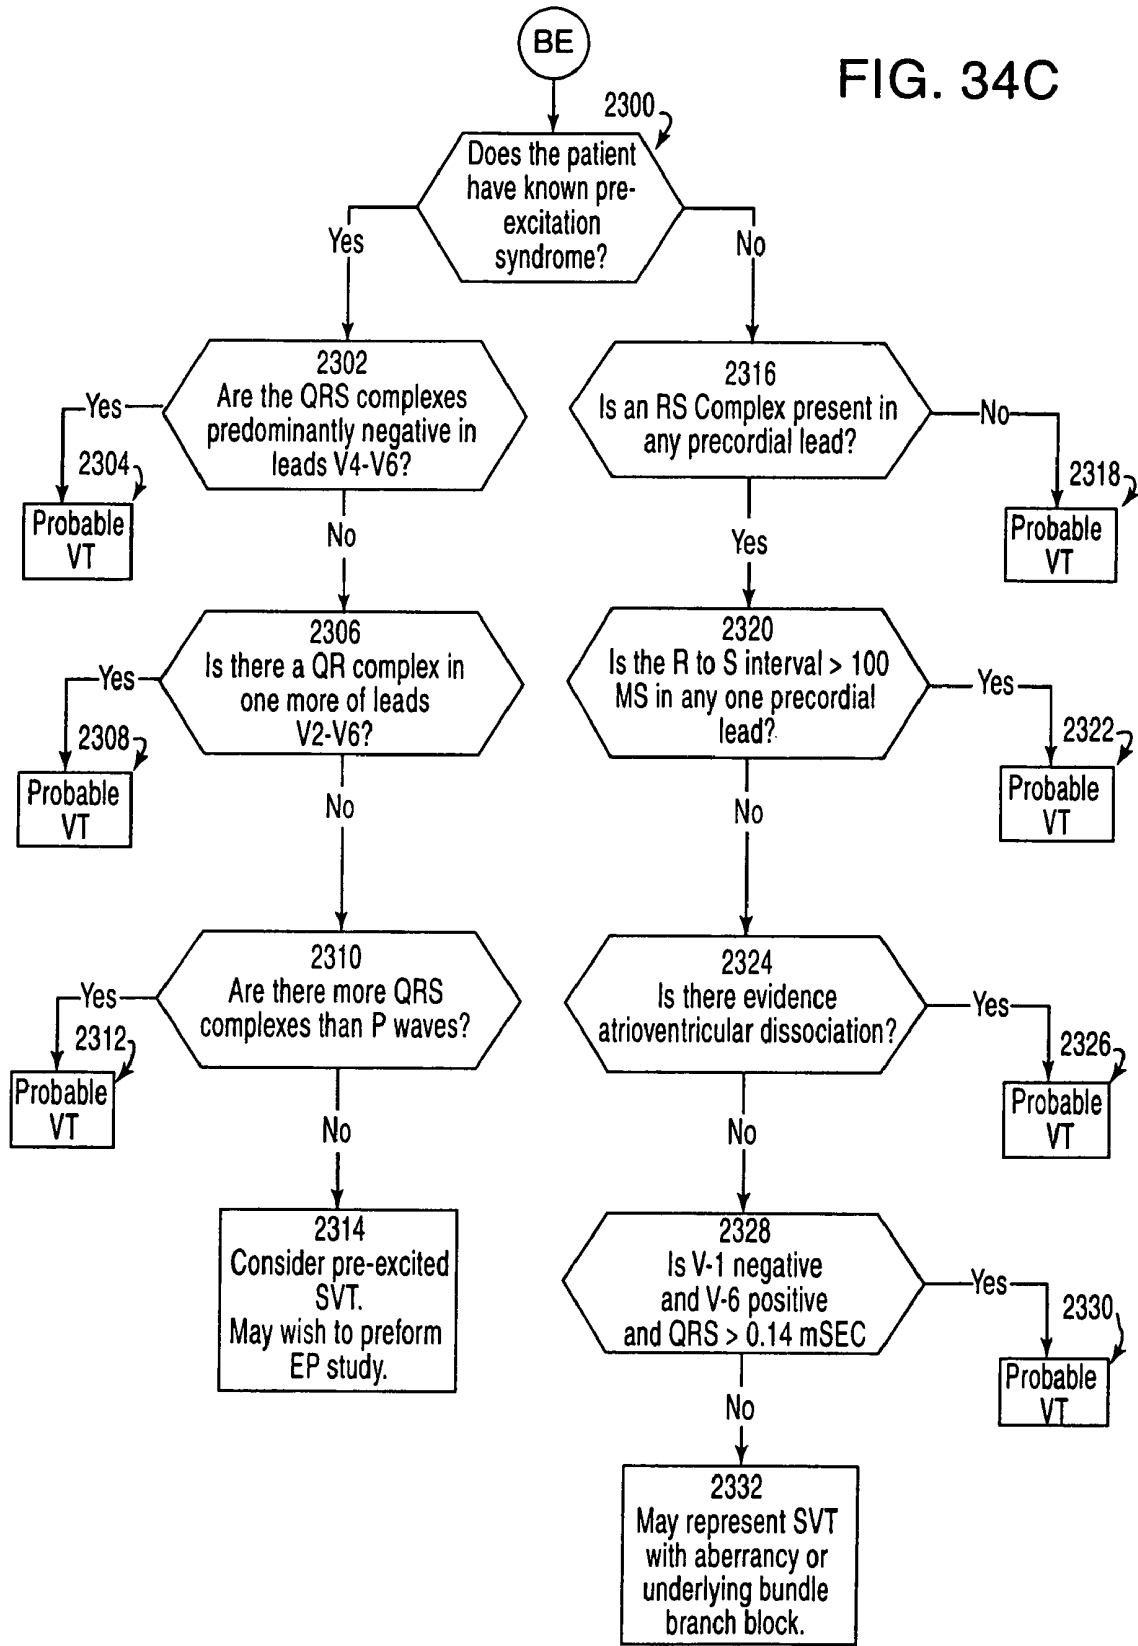 BE
FIG. 34C
2300
Does the patient
have known pre-
excitation
syndrome?
Yes
No
2302
Are the QRS complexes
predominantly negative in
leads V4-V6?
Yes
2304
Probable
VT
No
2316
Is an RS Complex present in
any precordial lead?
No
2318
Probable
VT
Yes
2306
Is there a QR complex in
one more of leads
V2-V6?
Yes
2308
Probable
VT
No
2320
Is the R to S interval > 100
MS in any one precordial
lead?
Yes
2322
Probable
VT
No
2310
Are there more QRS
complexes than P waves?
Yes
2312
Probable
VT
No
2324
Is there evidence
atrioventricular dissociation?
Yes
2326
Probable
VT
No
2314
Consider pre-excited
SVT.
May wish to preform
EP study.
2328
Is V-1 negative
and V-6 positive
and QRS > 0.14 mSEC
Yes
2330
Probable
VT
No
2332
May represent SVT
with aberrancy or
underlying bundle
branch block.